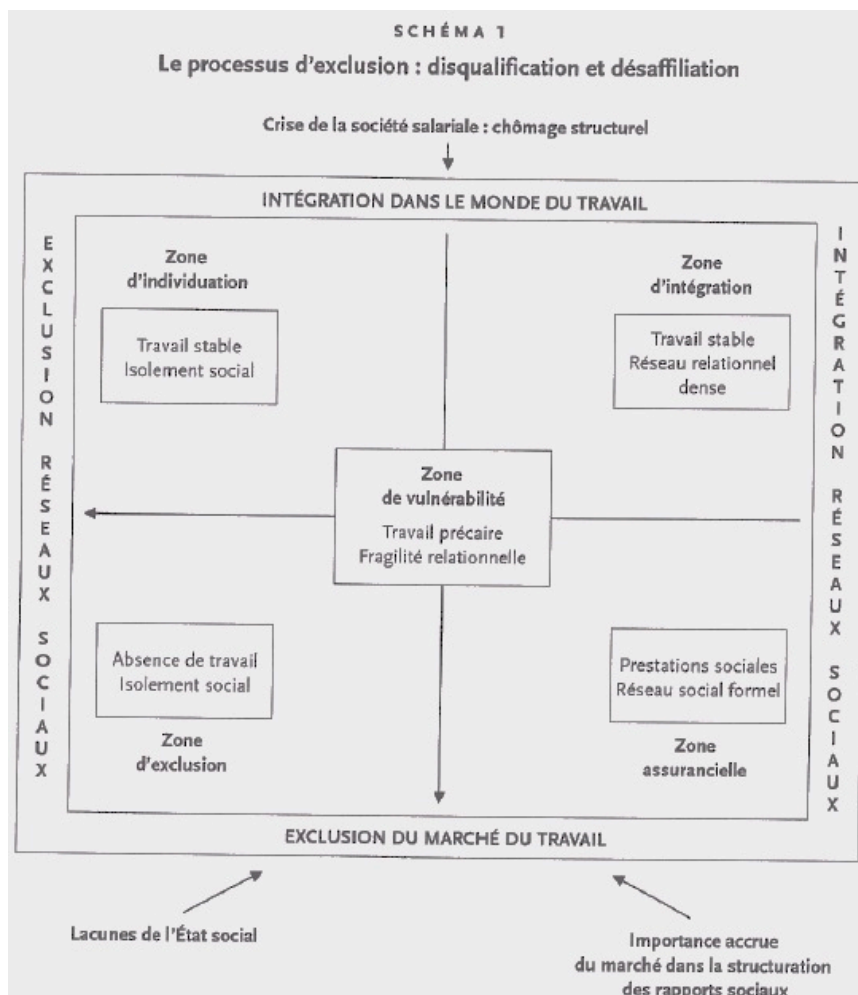 SCHÉMA 1
Le processus d'exclusion : disqualification et désaffiliation
Crise de la société salariale : chômage structurel
INTÉGRATION DANS LE MONDE DU TRAVAIL
EXCLUSION RÉSEAUX SOCIAUX
Zone
d'individuation
Travail stable
Isolement social
Zone
d'intégration
Travail stable
Réseau relationnel
dense
INTÉGRATION RÉSEAUX SOCIAUX
Zone
de vulnérabilité
Travail précaire
Fragilité relationnelle
Absence de travail
Isolement social
Zone
d'exclusion
Prestations sociales
Réseau social formel
Zone
assurancielle
EXCLUSION DU MARCHÉ DU TRAVAIL
Lacunes de l'État social
Importance accrue
du marché dans la structuration
des rapports sociaux